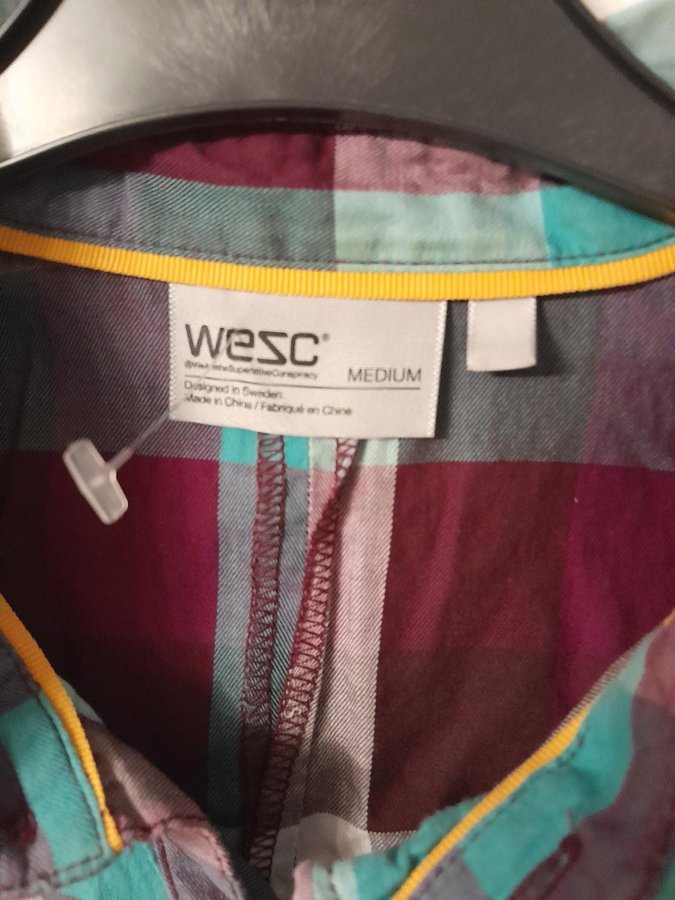 WeSC®
MEDIUM
Designed in Sweden
Made in China / Fabriqué en Chine